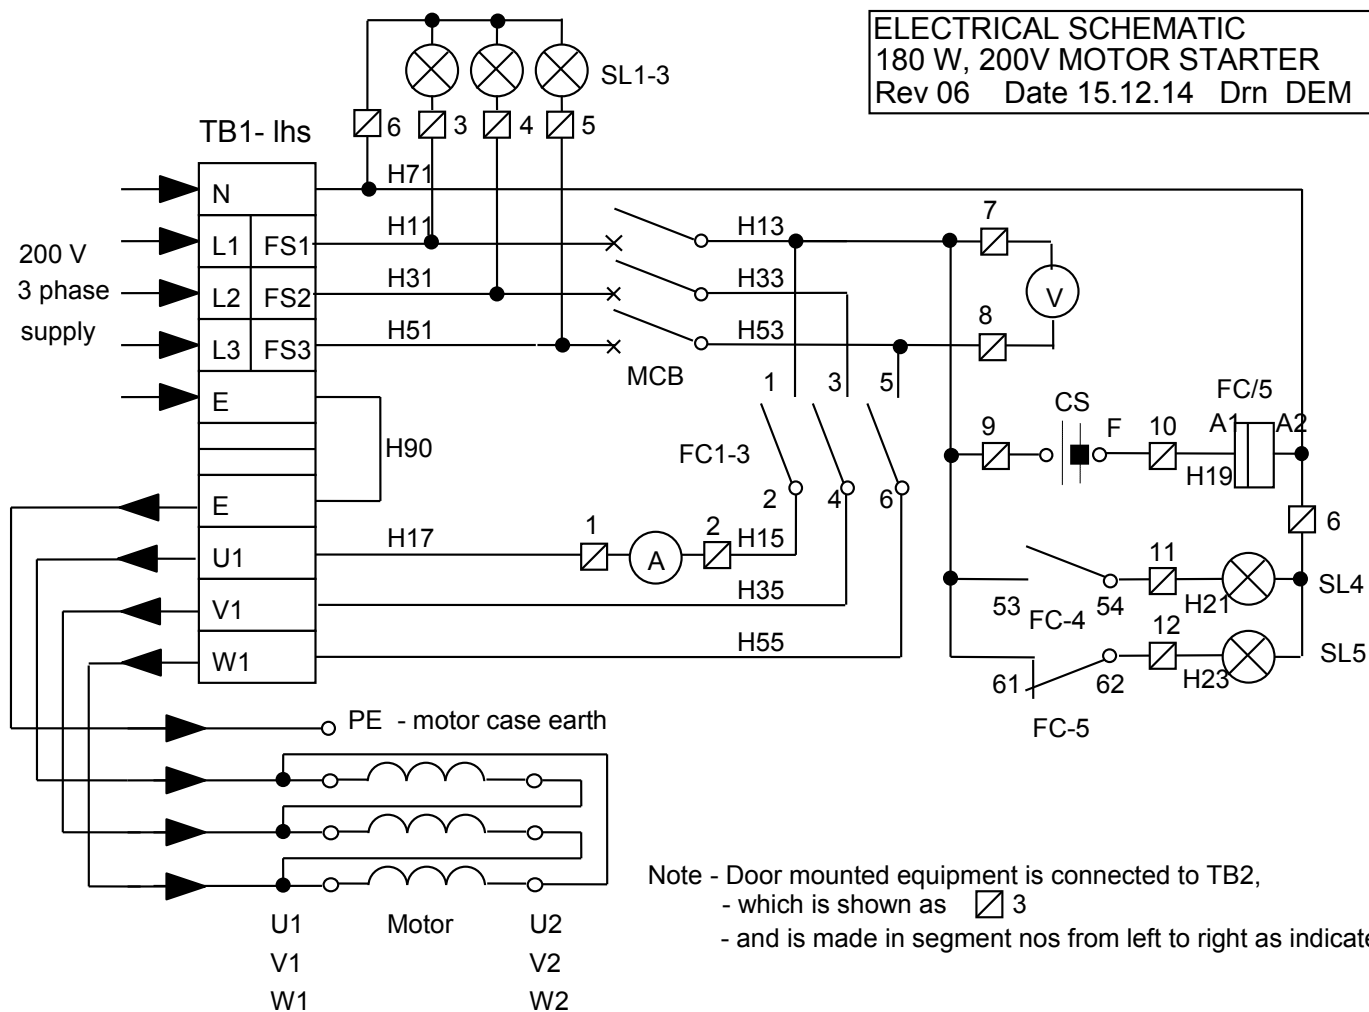 ELECTRICAL SCHEMATIC
180 W, 200V MOTOR STARTER
Rev 06 Date 15.12.14 Drn DEM
SL1-3
6 3 4 5
TB1- lhs
N H71
L1 FS1 H11 H13 7
200 V
3 phase
supply
L2 FS2 H31 H33 V
8
L3 FS3 H51 H53
MCB
1 3 5
E
FC/5
CS
A1 A2
9 F 10
H90
FC1-3
H19
2 4 6
E
6
U1 H17 1 A 2 H15
11
V1 H35
53 FC-4 54 H21 SL4
12
W1 H55
61 62 H23 SL5
FC-5
PE - motor case earth
Note - Door mounted equipment is connected to TB2,
- which is shown as 3
- and is made in segment nos from left to right as indicate
U1 Motor U2
V1 V2
W1 W2